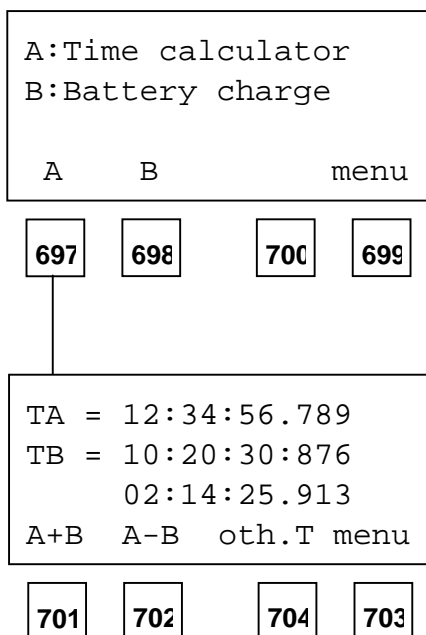 A:Time calculator
B:Battery charge
A B menu
697 698 700 699
TA = 12:34:56.789
TB = 10:20:30:876
02:14:25.913
A+B A-B oth.T menu
701 702 704 703